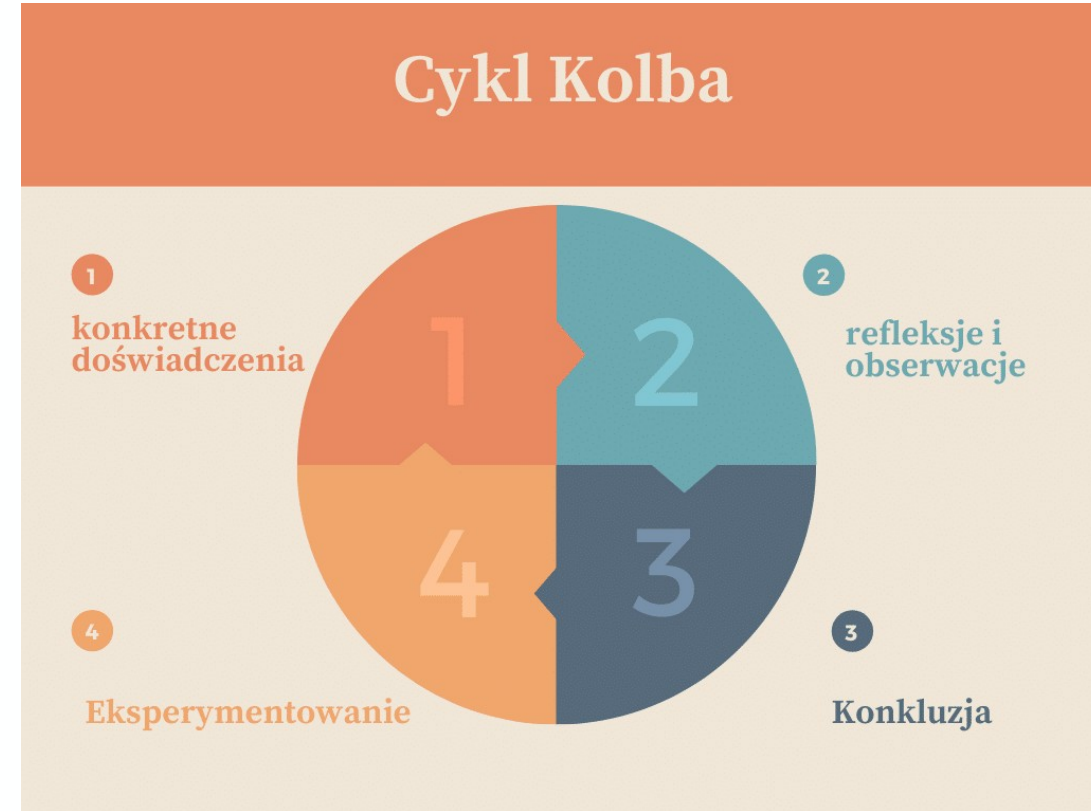 Cykl Kolba
1
konkretne
doświadczenia
1
2
2
refleksje i
obserwacje
4
Eksperymentowanie
4
3
3
Konkluzja